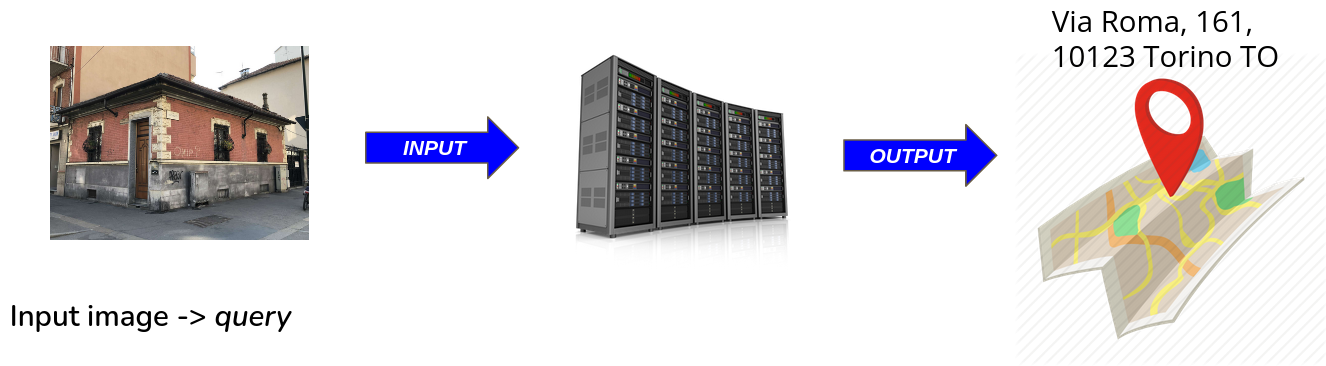 Via Roma, 161,
10123 Torino TO
INPUT
OUTPUT
Input image -> query